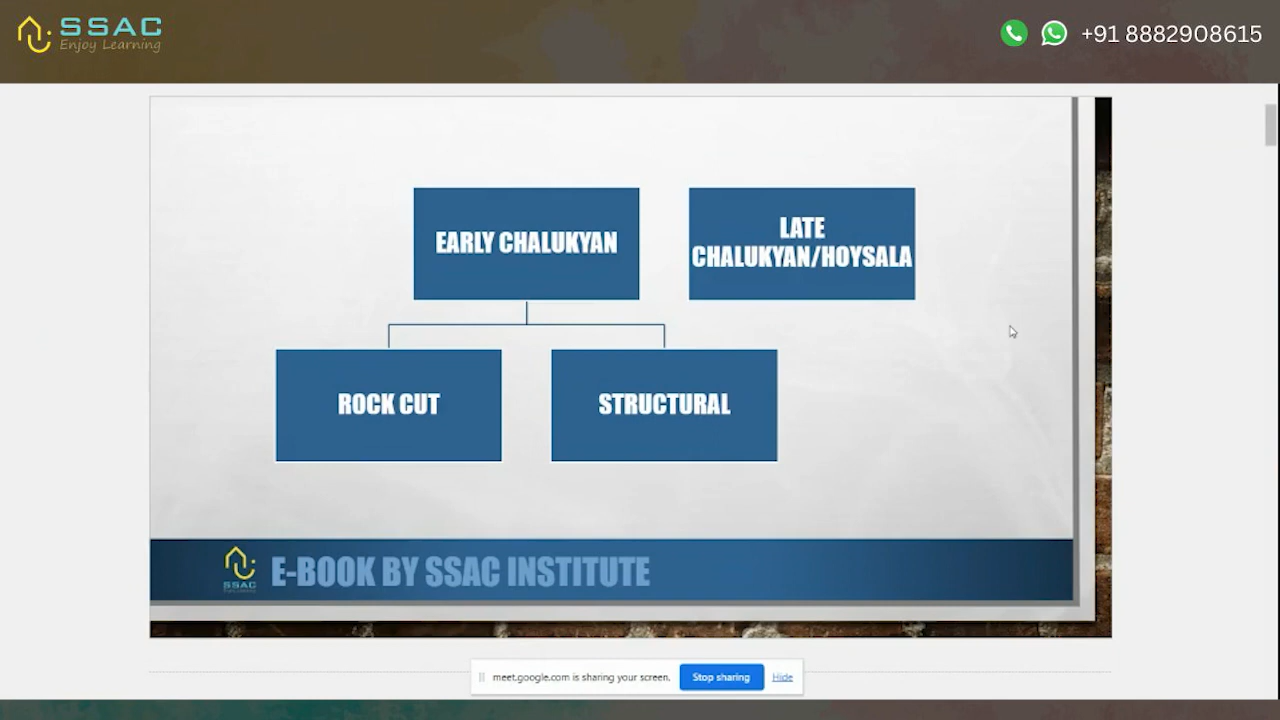 SSAC
Enjoy Learning
+91 8882908615
EARLY CHALUKYAN
LATE
CHALUKYAN/HOYSALA
ROCK CUT
STRUCTURAL
SSAC
E-BOOK BY SSAC INSTITUTE
meet.google.com is sharing your screen.
Stop sharing
Hide